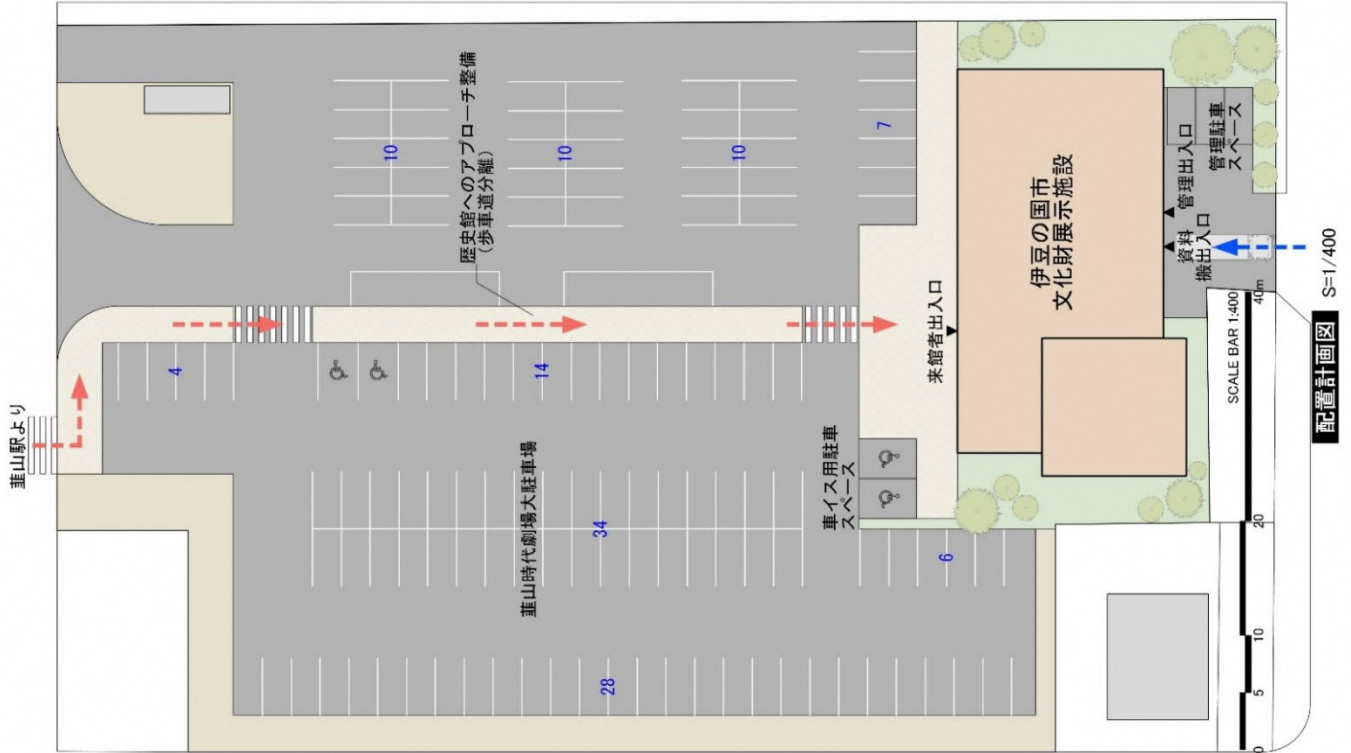 韮山駅より
歴史館へのアプローチ整備
（歩車道分離）
10
10
10
7
4
14
韮山時代劇場大駐車場
34
28
6
車イス用駐車
スペース
来館者出入口
伊豆の国市
文化財展示施設
管理出入口
資料
搬出入口
管理駐車
スペース
SCALE BAR 1:400
0
5
10
20
40m
配置計画図
S=1/400